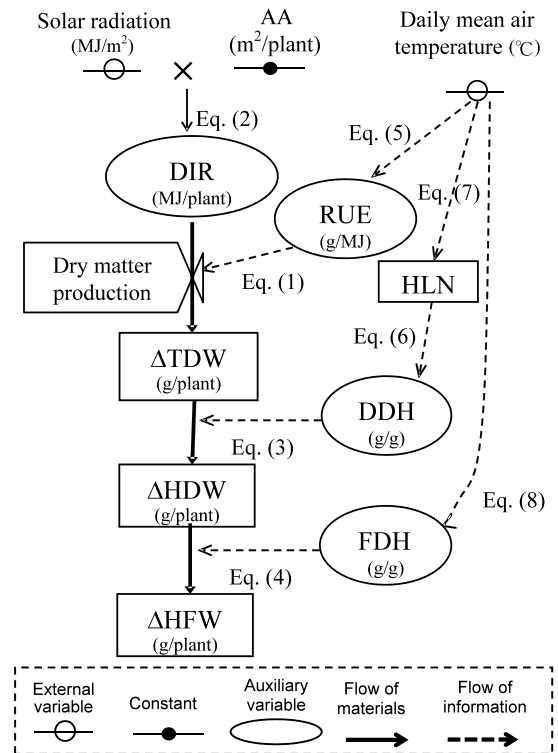 Solar radiation
(MJ/m²)
×
AA
(m²/plant)
Daily mean air
temperature (℃)
Eq. (2)
Eq. (5)
DIR
(MJ/plant)
Eq. (7)
RUE
(g/MJ)
Dry matter
production
Eq. (1)
HLN
Eq. (6)
ΔTDW
(g/plant)
DDH
(g/g)
Eq. (3)
ΔHDW
(g/plant)
Eq. (8)
FDH
(g/g)
Eq. (4)
ΔHFW
(g/plant)
External
variable
Constant
Auxiliary
variable
Flow of
materials
Flow of
information